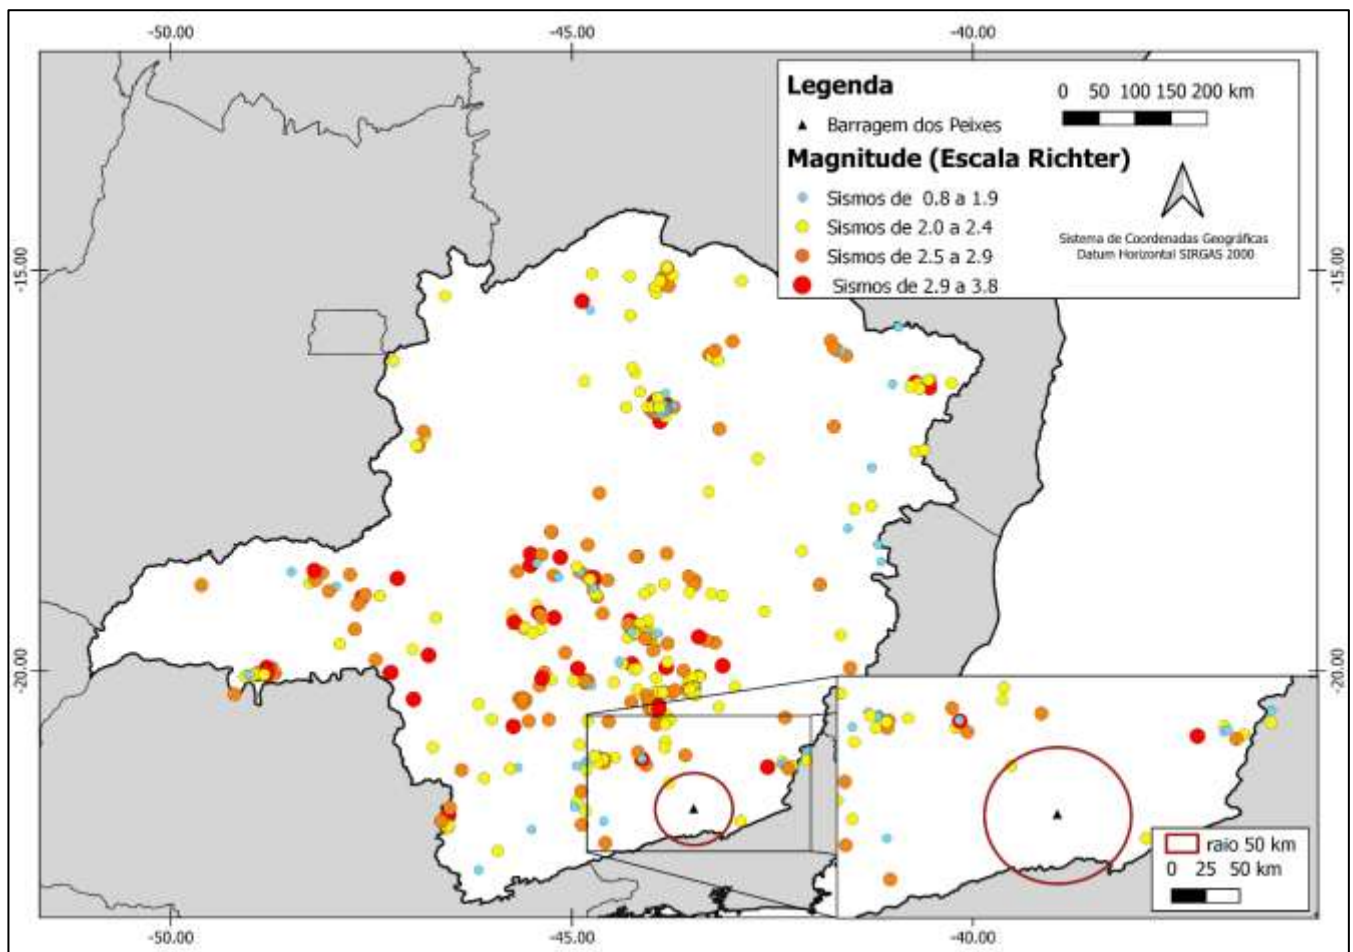 -50.00 -45.00 -40.00
Legenda
Barragem dos Peixes
0 50 100 150 200 km
Magnitude (Escala Richter)
Sismos de 0.8 a 1.9
Sismos de 2.0 a 2.4
Sismos de 2.5 a 2.9
Sismos de 2.9 a 3.8
Sistema de Coordenadas Geográficas
Datum Horizontal SIRGAS 2000
-15.00 -15.00
-20.00 -20.00
raio 50 km
0 25 50 km
-50.00 -45.00 -40.00